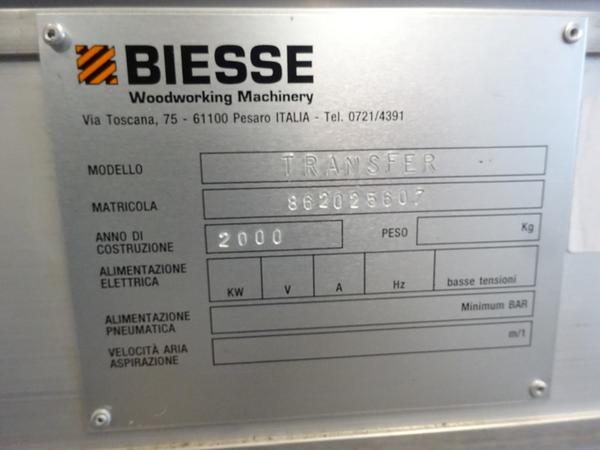 BIESSE
Woodworking Machinery
Via Toscana, 75 - 61100 Pesaro ITALIA - Tel. 0721/4391
MODELLO TRANSFER
MATRICOLA 862025607
ANNO DI
COSTRUZIONE 2000 PESO Kg
ALIMENTAZIONE
ELETTRICA KW V A Hz basse tensioni
ALIMENTAZIONE
PNEUMATICA Minimum BAR
VELOCITÀ ARIA
ASPIRAZIONE m/1